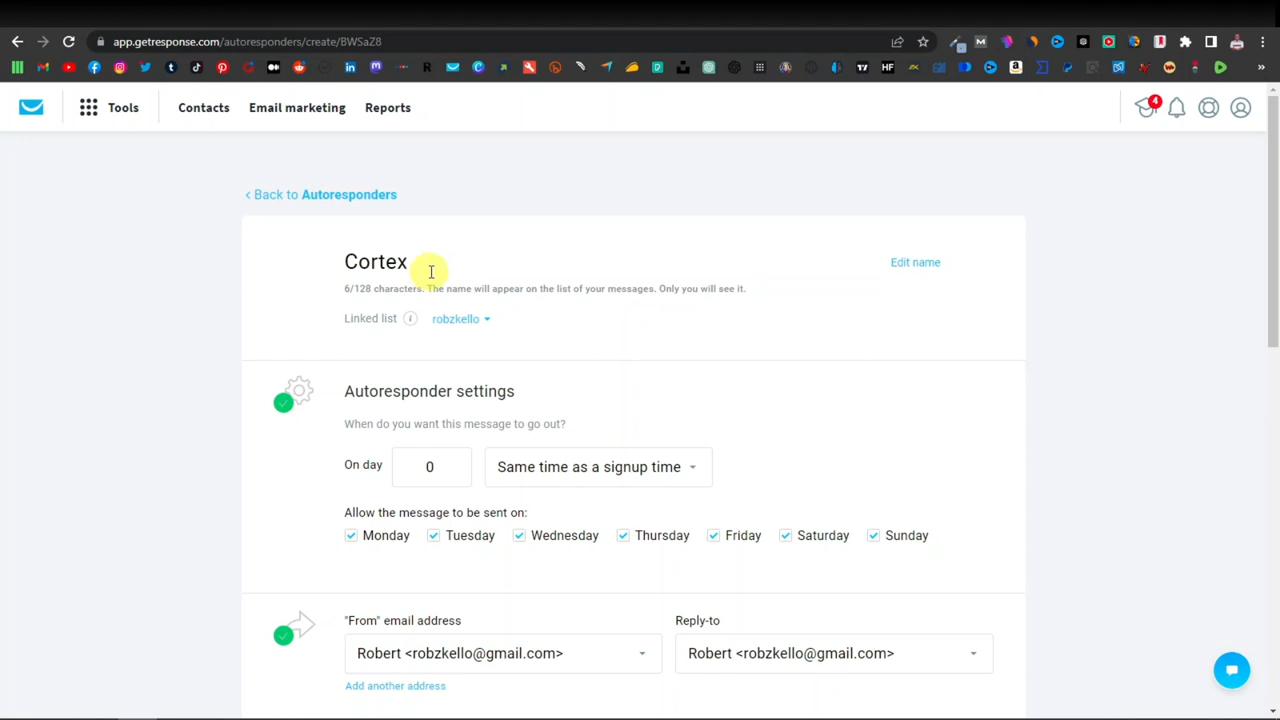 app.getresponse.com/autoresponders/create/BWSaZ8
Tools
Contacts
Email marketing
Reports
4
< Back to Autoresponders
Cortex
Edit name
6/128 characters. The name will appear on the list of your messages. Only you will see it.
Linked list i robzkello
Autoresponder settings
When do you want this message to go out?
On day 0 Same time as a signup time
Allow the message to be sent on:
Monday Tuesday Wednesday Thursday Friday Saturday Sunday
"From" email address Reply-to
Robert <robzkello@gmail.com> Robert <robzkello@gmail.com>
Add another address